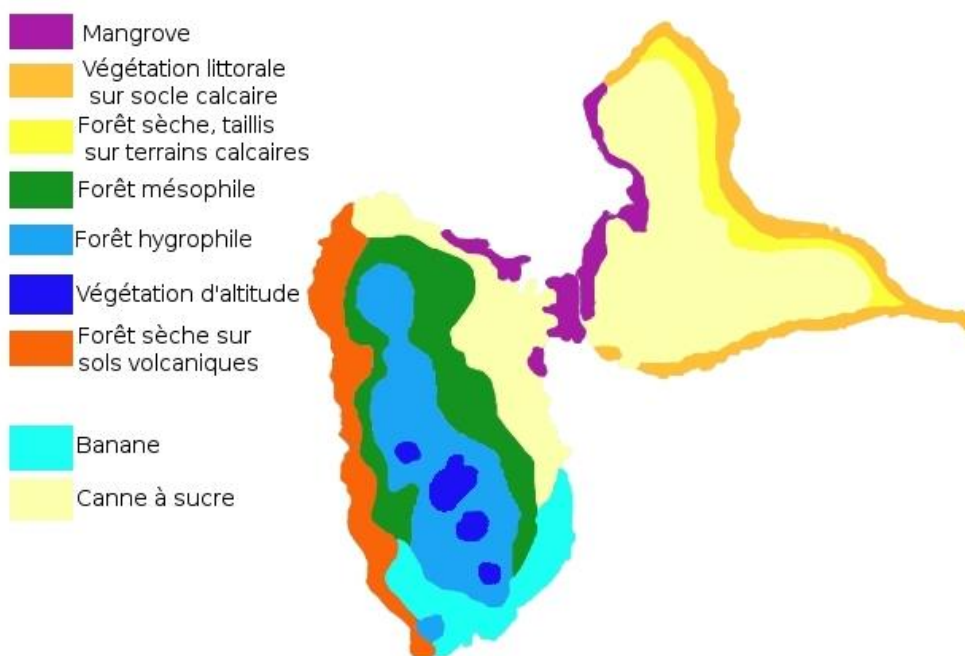 Mangrove
Végétation littorale
sur socle calcaire
Forêt sèche, taillis
sur terrains calcaires
Forêt mésophile
Forêt hygrophile
Végétation d'altitude
Forêt sèche sur
sols volcaniques
Banane
Canne à sucre